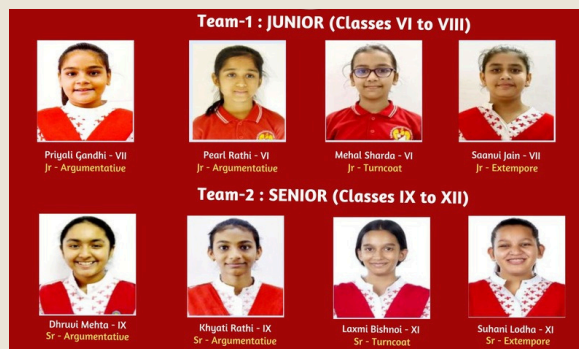 Team-1 : JUNIOR (Classes VI to VIII)
Priyali Gandhi - VII
Jr - Argumentative
Pearl Rathi - VI
Jr - Argumentative
Mehal Sharda - VI
Jr - Turncoat
Saanvi Jain - VII
Jr - Extempore
Team-2 : SENIOR (Classes IX to XII)
Dhruvi Mehta - IX
Sr - Argumentative
Khyati Rathi - IX
Sr - Argumentative
Laxmi Bishnoi - XI
Sr - Turncoat
Suhani Lodha - XI
Sr - Extempore